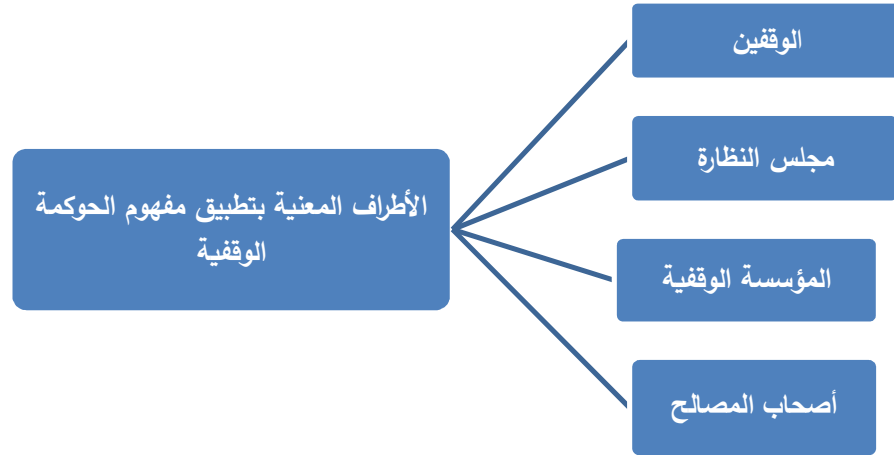 الأطراف المعنية بتطبيق مفهوم الحوكمة
الوقفية
الوقفين
مجلس النظارة
المؤسسة الوقفية
أصحاب المصالح